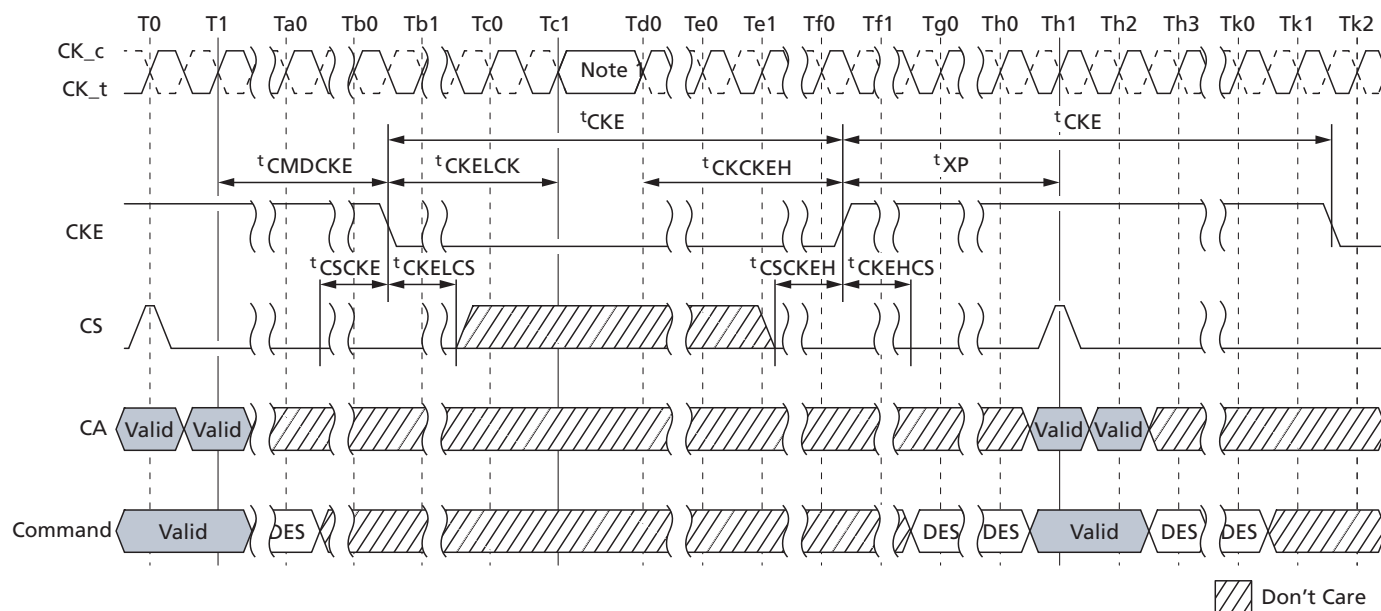 T0 T1 Ta0 Tb0 Tb1 Tc0 Tc1 Td0 Te0 Te1 Tf0 Tf1 Tg0 Th0 Th1 Th2 Th3 Tk0 Tk1 Tk2
CK_c
Note 1
CK_t
tCKE tCKE
tCMDCKE tCKELCK tCKCKEH tXP
CKE
tCSCKE tCKELCS tCSCKEH tCKEHCS
CS
CA Valid Valid Valid Valid
Command Valid DES DES DES Valid DES DES
Don't Care